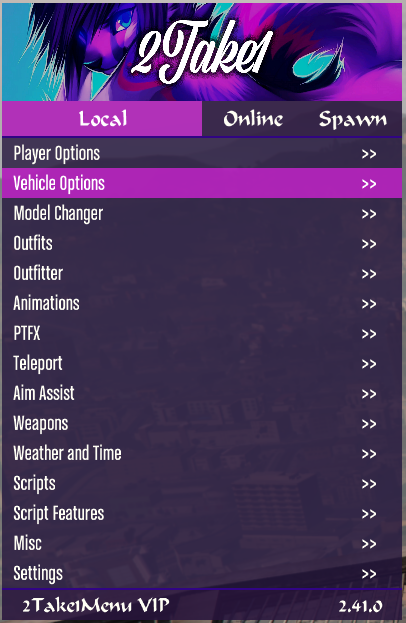 2Take1
Local Online Spawn
Player Options >>
Vehicle Options >>
Model Changer >>
Outfits >>
Outfitter >>
Animations >>
PTFX >>
Teleport >>
Aim Assist >>
Weapons >>
Weather and Time >>
Scripts >>
Script Features >>
Misc >>
Settings >>
2Take1Menu VIP 2.41.0